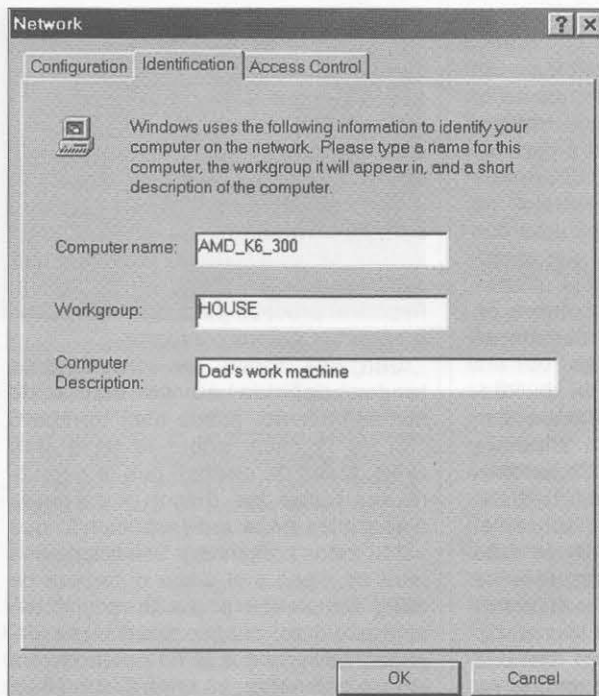 Network
? ×
Configuration Identification Access Control
Windows uses the following information to identify your
computer on the network. Please type a name for this
computer, the workgroup it will appear in, and a short
description of the computer.
Computer name: AMD_K6_300
Workgroup: HOUSE
Computer
Description: Dad's work machine
OK Cancel